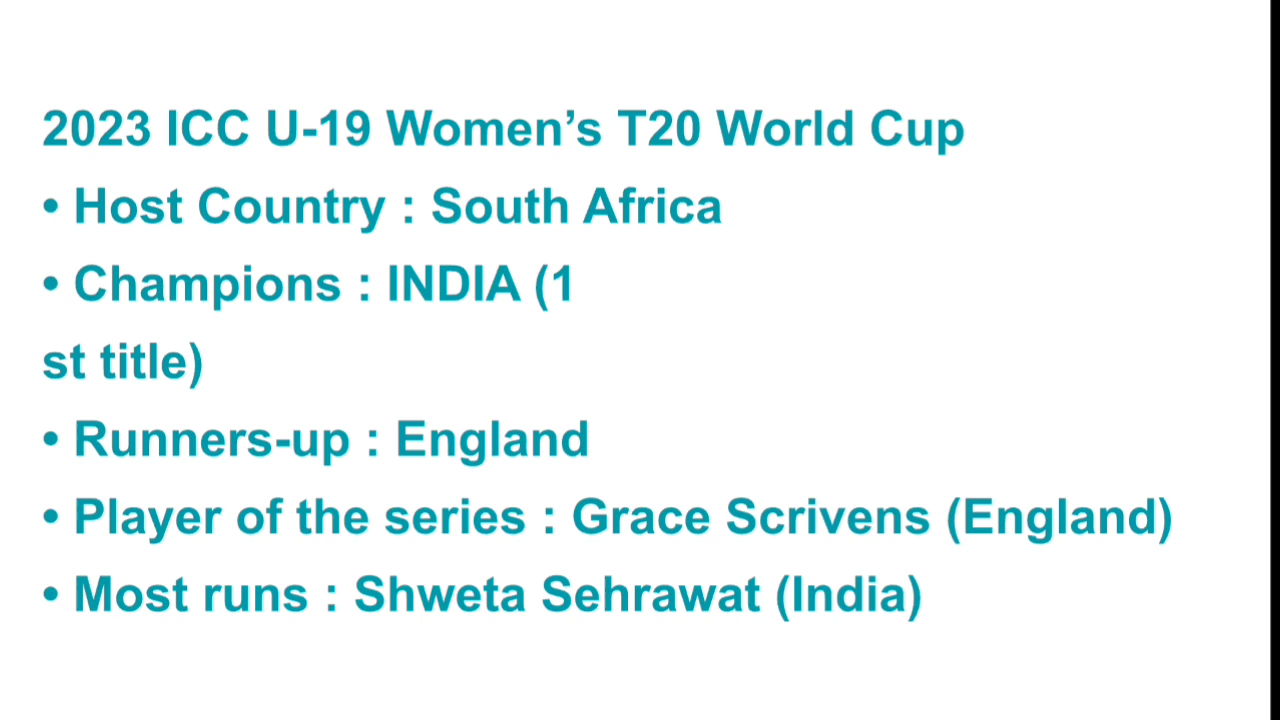 2023 ICC U-19 Women’s T20 World Cup
• Host Country : South Africa
• Champions : INDIA (1
st title)
• Runners-up : England
• Player of the series : Grace Scrivens (England)
• Most runs : Shweta Sehrawat (India)